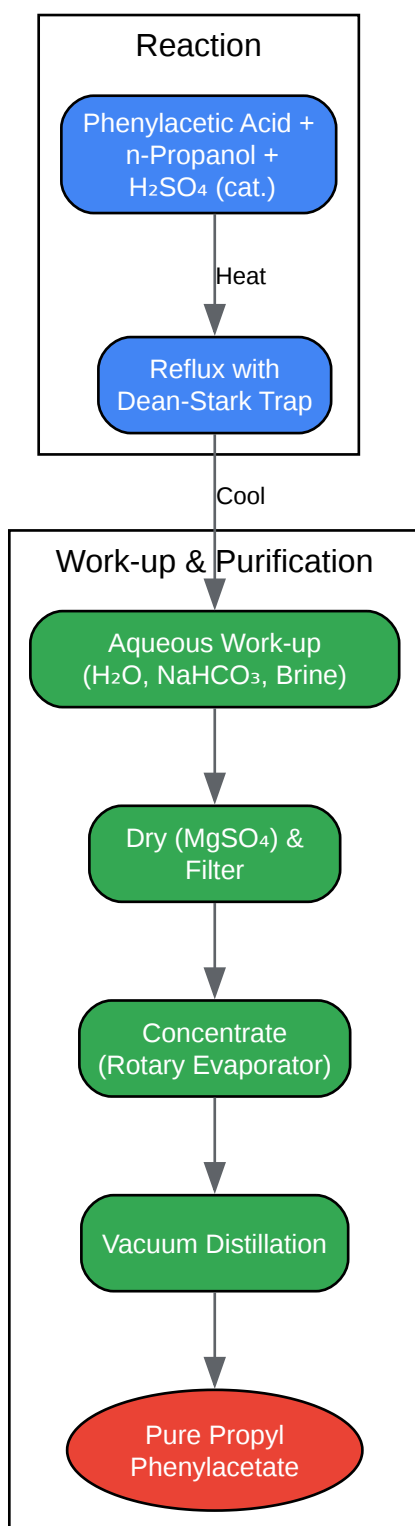 Reaction
Phenylacetic Acid +
n-Propanol +
H₂SO₄ (cat.)
Heat
Reflux with
Dean-Stark Trap
Cool
Work-up & Purification
Aqueous Work-up
(H₂O, NaHCO₃, Brine)
Dry (MgSO₄) &
Filter
Concentrate
(Rotary Evaporator)
Vacuum Distillation
Pure Propyl
Phenylacetate